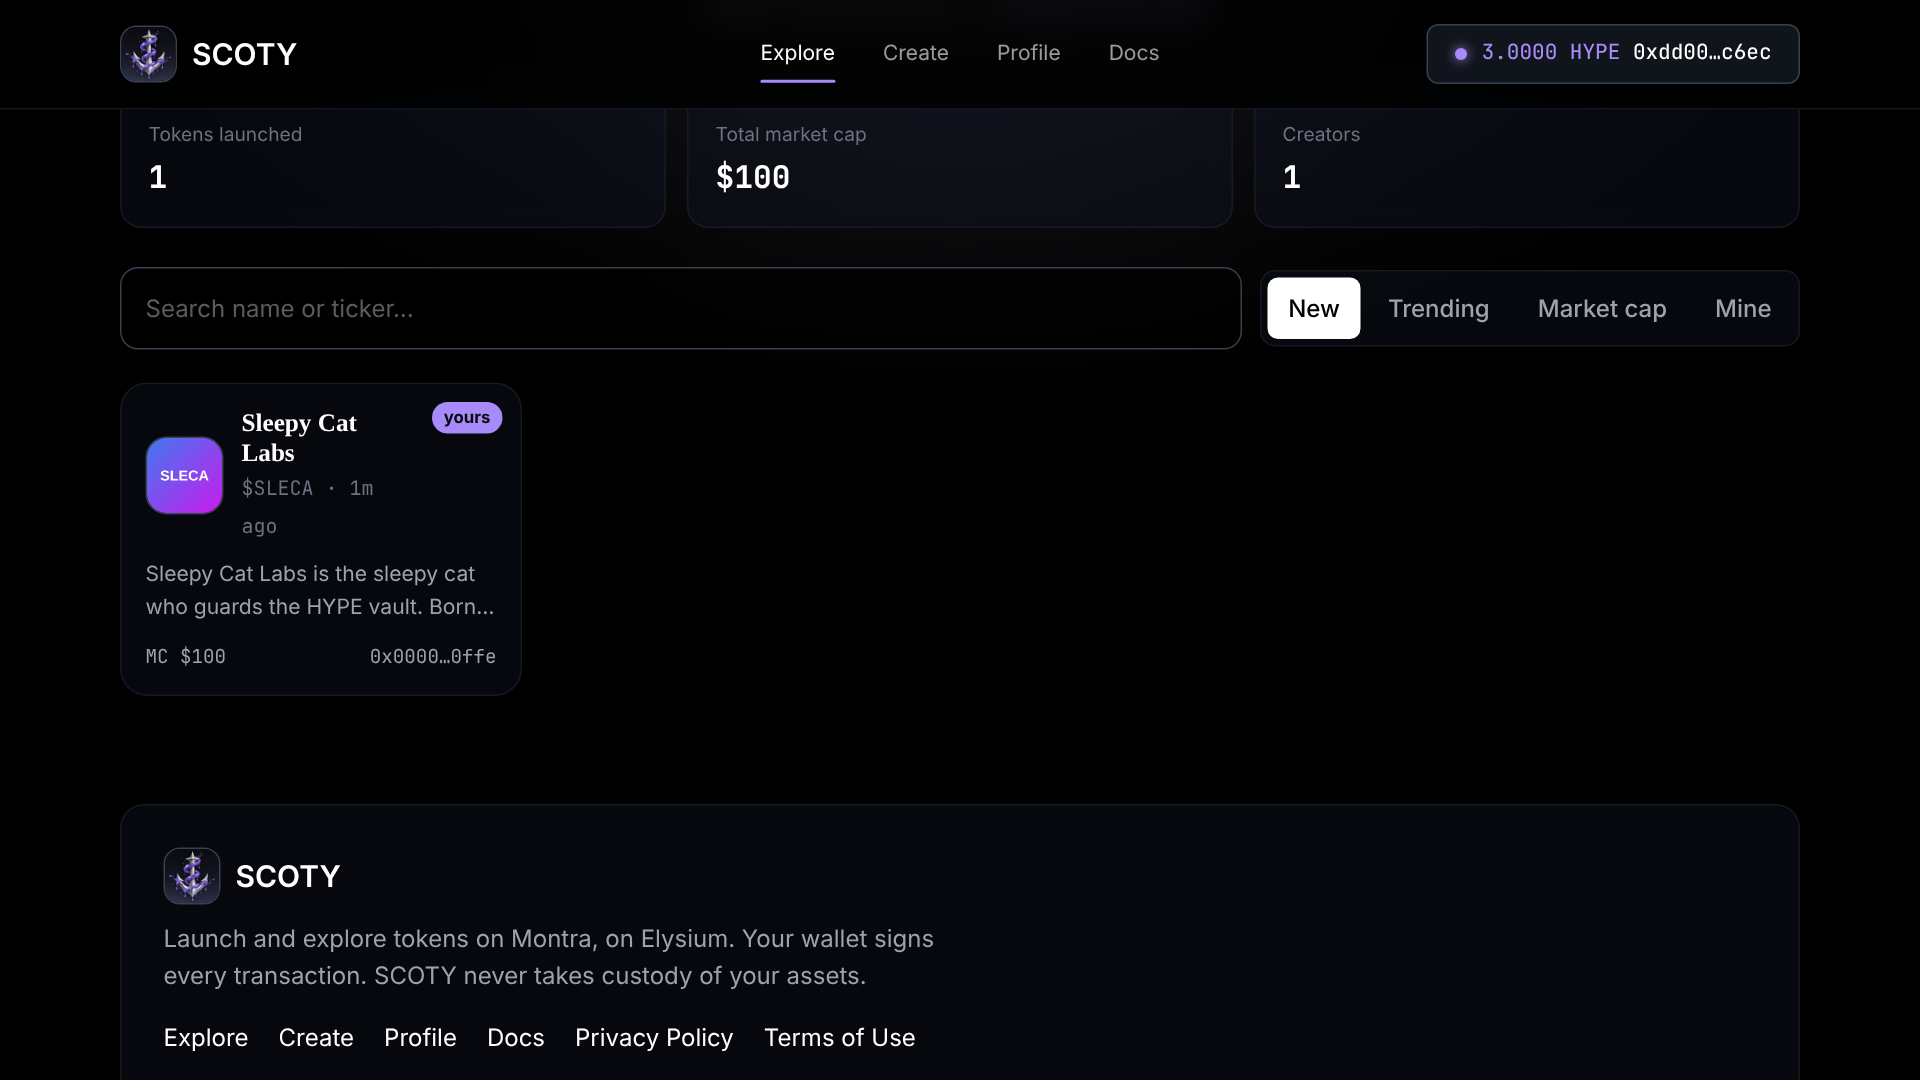 SCOTY
Explore
Create
Profile
Docs
3.0000 HYPE 0xdd00…c6ec
Tokens launched
1
Total market cap
$100
Creators
1
Search name or ticker...
New
Trending
Market cap
Mine
Sleepy Cat
Labs
yours
SLECA
$SLECA · 1m
ago
Sleepy Cat Labs is the sleepy cat
who guards the HYPE vault. Born...
MC $100
0x0000…0ffe
SCOTY
Launch and explore tokens on Montra, on Elysium. Your wallet signs
every transaction. SCOTY never takes custody of your assets.
Explore
Create
Profile
Docs
Privacy Policy
Terms of Use